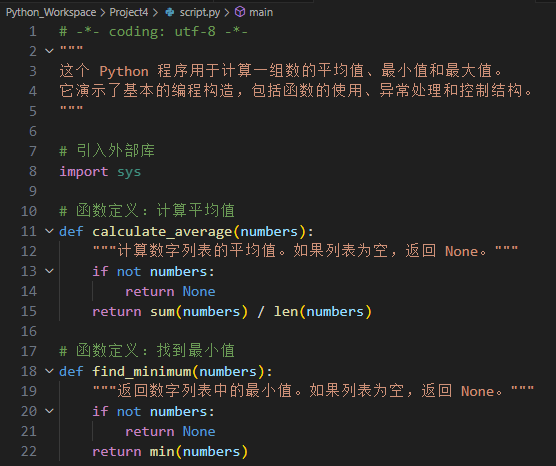 Python_Workspace > Project4 > script.py > main
1 # -*- coding: utf-8 -*-
2 """
3 这个 Python 程序用于计算一组数的平均值、最小值和最大值。
4 它演示了基本的编程构造，包括函数的使用、异常处理和控制结构。
5 """
6
7 # 引入外部库
8 import sys
9
10 # 函数定义：计算平均值
11 def calculate_average(numbers):
12     """计算数字列表的平均值。如果列表为空，返回 None。"""
13     if not numbers:
14         return None
15     return sum(numbers) / len(numbers)
16
17 # 函数定义：找到最小值
18 def find_minimum(numbers):
19     """返回数字列表中的最小值。如果列表为空，返回 None。"""
20     if not numbers:
21         return None
22     return min(numbers)